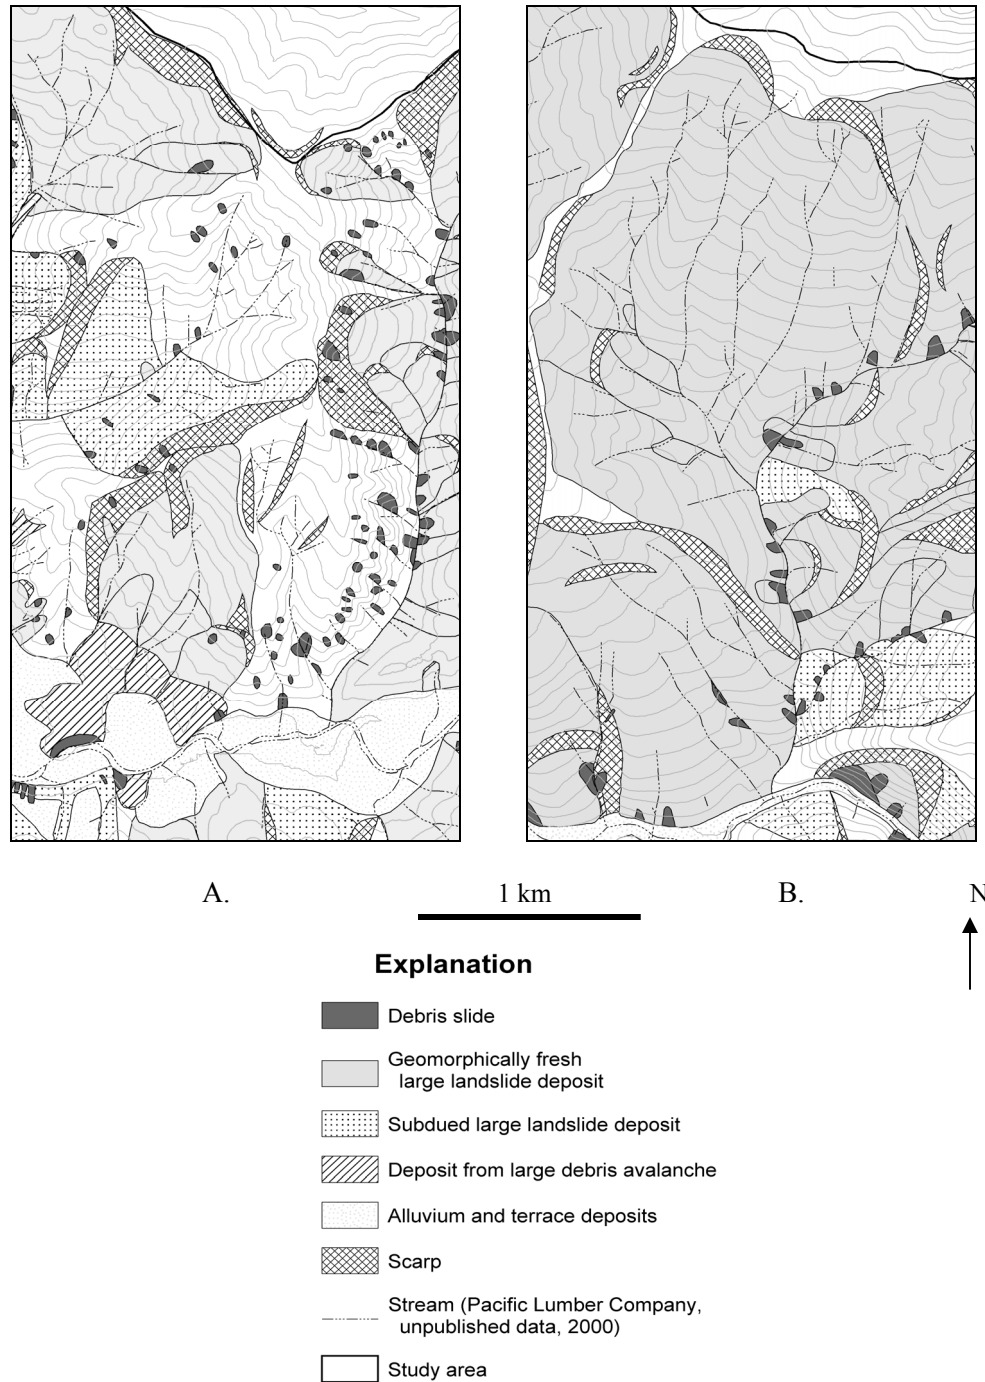 A.
1 km
B.
N
Explanation
Debris slide
Geomorphically fresh
large landslide deposit
Subdued large landslide deposit
Deposit from large debris avalanche
Alluvium and terrace deposits
Scarp
Stream (Pacific Lumber Company,
unpublished data, 2000)
Study area